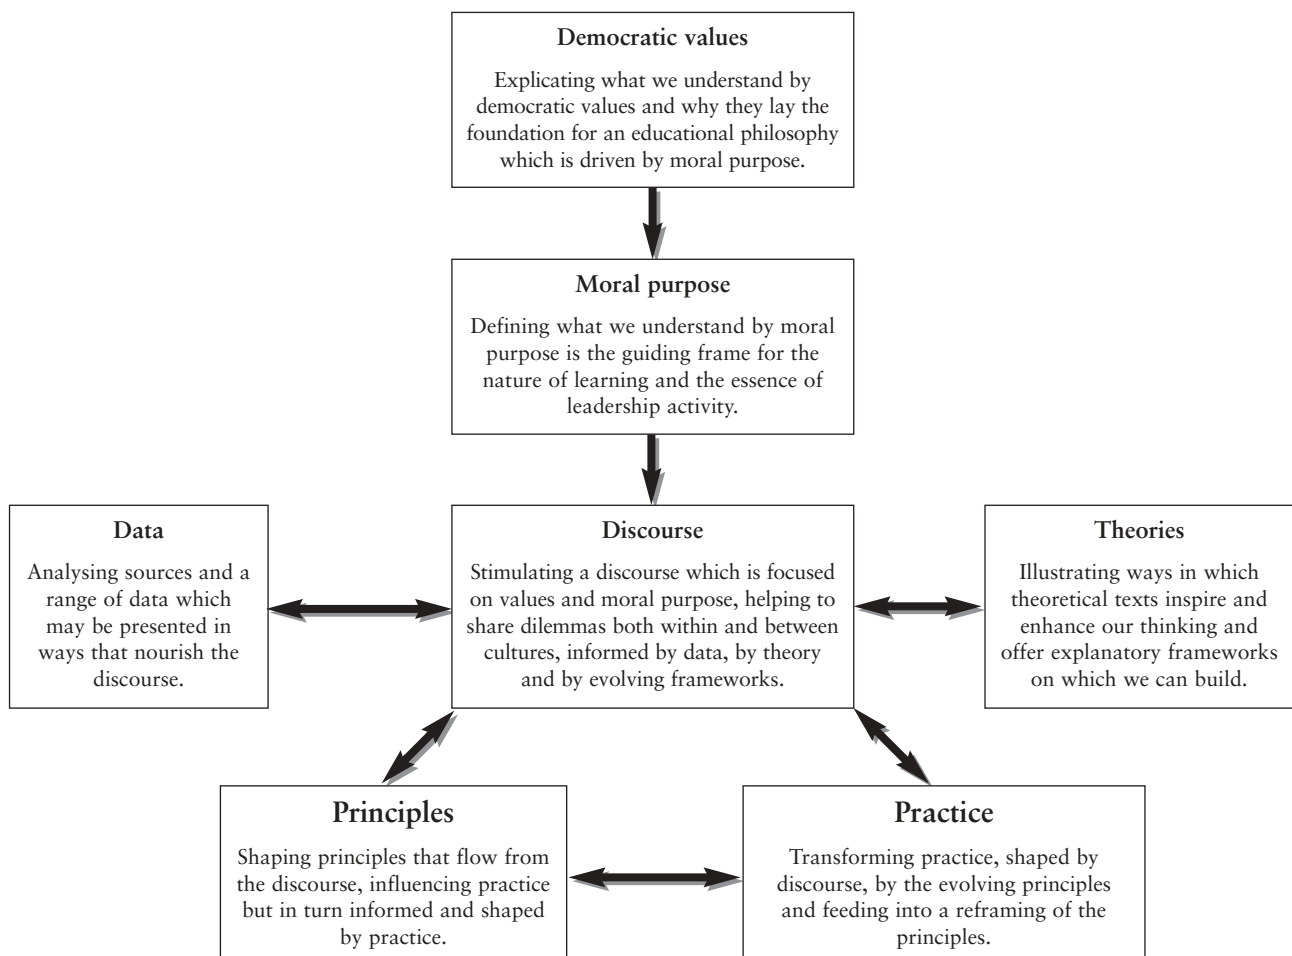 Democratic values
Explicating what we understand by
democratic values and why they lay the
foundation for an educational philosophy
which is driven by moral purpose.
Moral purpose
Defining what we understand by moral
purpose is the guiding frame for the
nature of learning and the essence of
leadership activity.
Data
Analysing sources and a
range of data which
may be presented in
ways that nourish the
discourse.
Discourse
Stimulating a discourse which is focused
on values and moral purpose, helping to
share dilemmas both within and between
cultures, informed by data, by theory
and by evolving frameworks.
Theories
Illustrating ways in which
theoretical texts inspire and
enhance our thinking and
offer explanatory frameworks
on which we can build.
Principles
Shaping principles that flow from
the discourse, influencing practice
but in turn informed and shaped
by practice.
Practice
Transforming practice, shaped by
discourse, by the evolving principles
and feeding into a reframing of the
principles.